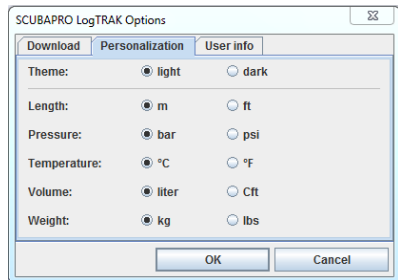 SCUBAPRO LogTRAK Options
Download Personalization User info
Theme: light dark
Length: m ft
Pressure: bar psi
Temperature: °C °F
Volume: liter Cft
Weight: kg lbs
OK Cancel